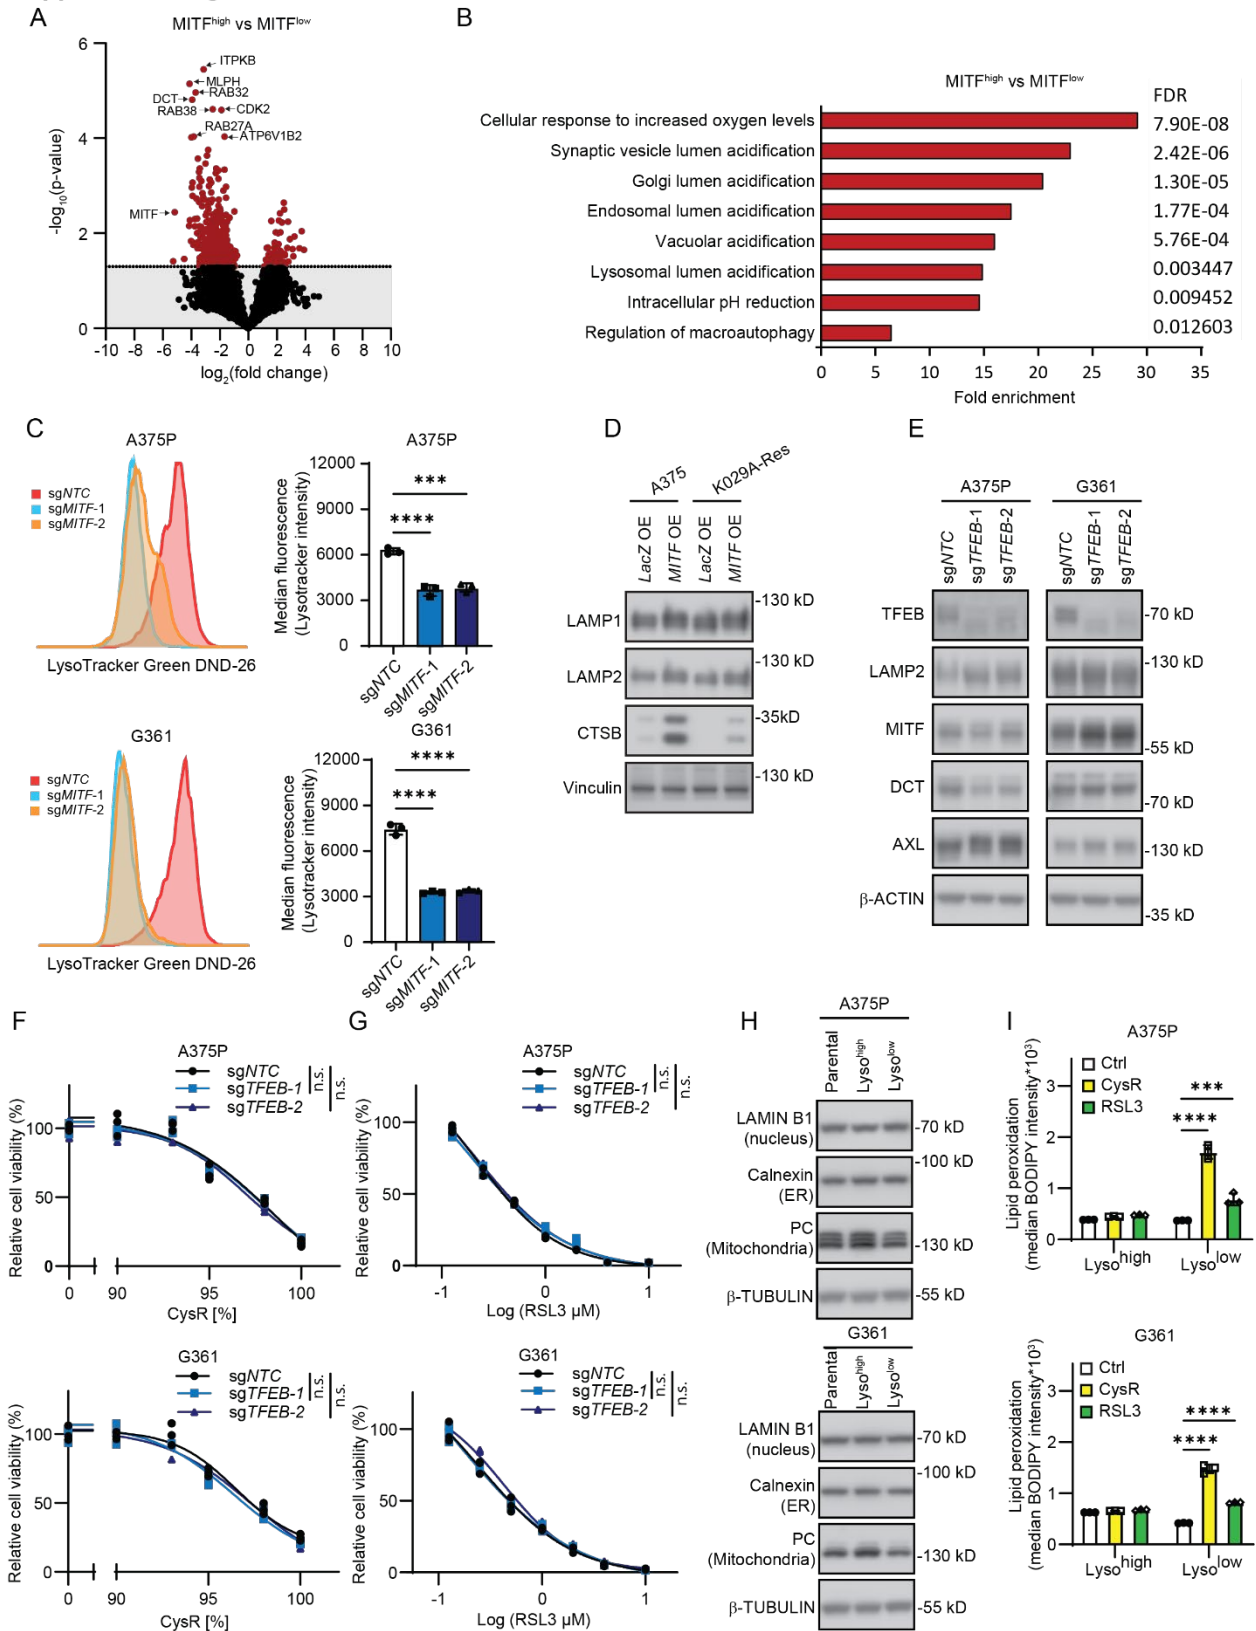 A
MITFhigh vs MITFlow
6
4
2
0
-log10(p-value)
ITPKB
MLPH
RAB32
DCT
RAB38
CDK2
RAB27A
ATP6V1B2
MITF
-10 -8 -6 -4 -2 0 2 4 6 8 10
log2(fold change)
B
MITFhigh vs MITFlow
FDR
Cellular response to increased oxygen levels 7.90E-08
Synaptic vesicle lumen acidification 2.42E-06
Golgi lumen acidification 1.30E-05
Endosomal lumen acidification 1.77E-04
Vacuolar acidification 5.76E-04
Lysosomal lumen acidification 0.003447
Intracellular pH reduction 0.009452
Regulation of macroautophagy 0.012603
0 5 10 15 20 25 30 35
Fold enrichment
C
A375P
sgNTC
sgMITF-1
sgMITF-2
LysoTracker Green DND-26
A375P
12000
9000
6000
3000
0
Median fluorescence
(Lysotracker intensity)
***
****
sgNTC
sgMITF-1
sgMITF-2
G361
sgNTC
sgMITF-1
sgMITF-2
LysoTracker Green DND-26
G361
12000
9000
6000
3000
0
Median fluorescence
(Lysotracker intensity)
****
****
sgNTC
sgMITF-1
sgMITF-2
D
A375 K029A-Res
LacZ OE
MITF OE
LacZ OE
MITF OE
LAMP1 -130 kD
LAMP2 -130 kD
CTSB -35kD
Vinculin -130 kD
E
A375P G361
sgNTC
sgTFEB-1
sgTFEB-2
sgNTC
sgTFEB-1
sgTFEB-2
TFEB -70 kD
LAMP2 -130 kD
MITF -55 kD
DCT -70 kD
AXL -130 kD
β-ACTIN -35 kD
F
A375P
sgNTC
sgTFEB-1
sgTFEB-2
n.s.
n.s.
100
50
0
Relative cell viability (%)
0 90 95 100
CysR [%]
G361
sgNTC
sgTFEB-1
sgTFEB-2
n.s.
n.s.
100
50
0
Relative cell viability (%)
0 90 95 100
CysR [%]
G
A375P
sgNTC
sgTFEB-1
sgTFEB-2
n.s.
n.s.
100
50
0
Relative cell viability (%)
-1 0 1
Log (RSL3 µM)
G361
sgNTC
sgTFEB-1
sgTFEB-2
n.s.
n.s.
100
50
0
Relative cell viability (%)
-1 0 1
Log (RSL3 µM)
H
A375P
Parental
Lysohigh
Lysolow
LAMIN B1
(nucleus)
-70 kD
-100 kD
Calnexin
(ER)
PC
(Mitochondria)
-130 kD
β-TUBULIN -55 kD
G361
Parental
Lysohigh
Lysolow
LAMIN B1
(nucleus)
-70 kD
-100 kD
Calnexin
(ER)
PC
(Mitochondria)
-130 kD
β-TUBULIN -55 kD
I
A375P
Ctrl
CysR
RSL3
3
2
1
0
Lipid peroxidation
(median BODIPY intensity*10³)
***
****
Lysohigh Lysolow
G361
Ctrl
CysR
RSL3
3
2
1
0
Lipid peroxidation
(median BODIPY intensity*10³)
****
****
Lysohigh Lysolow